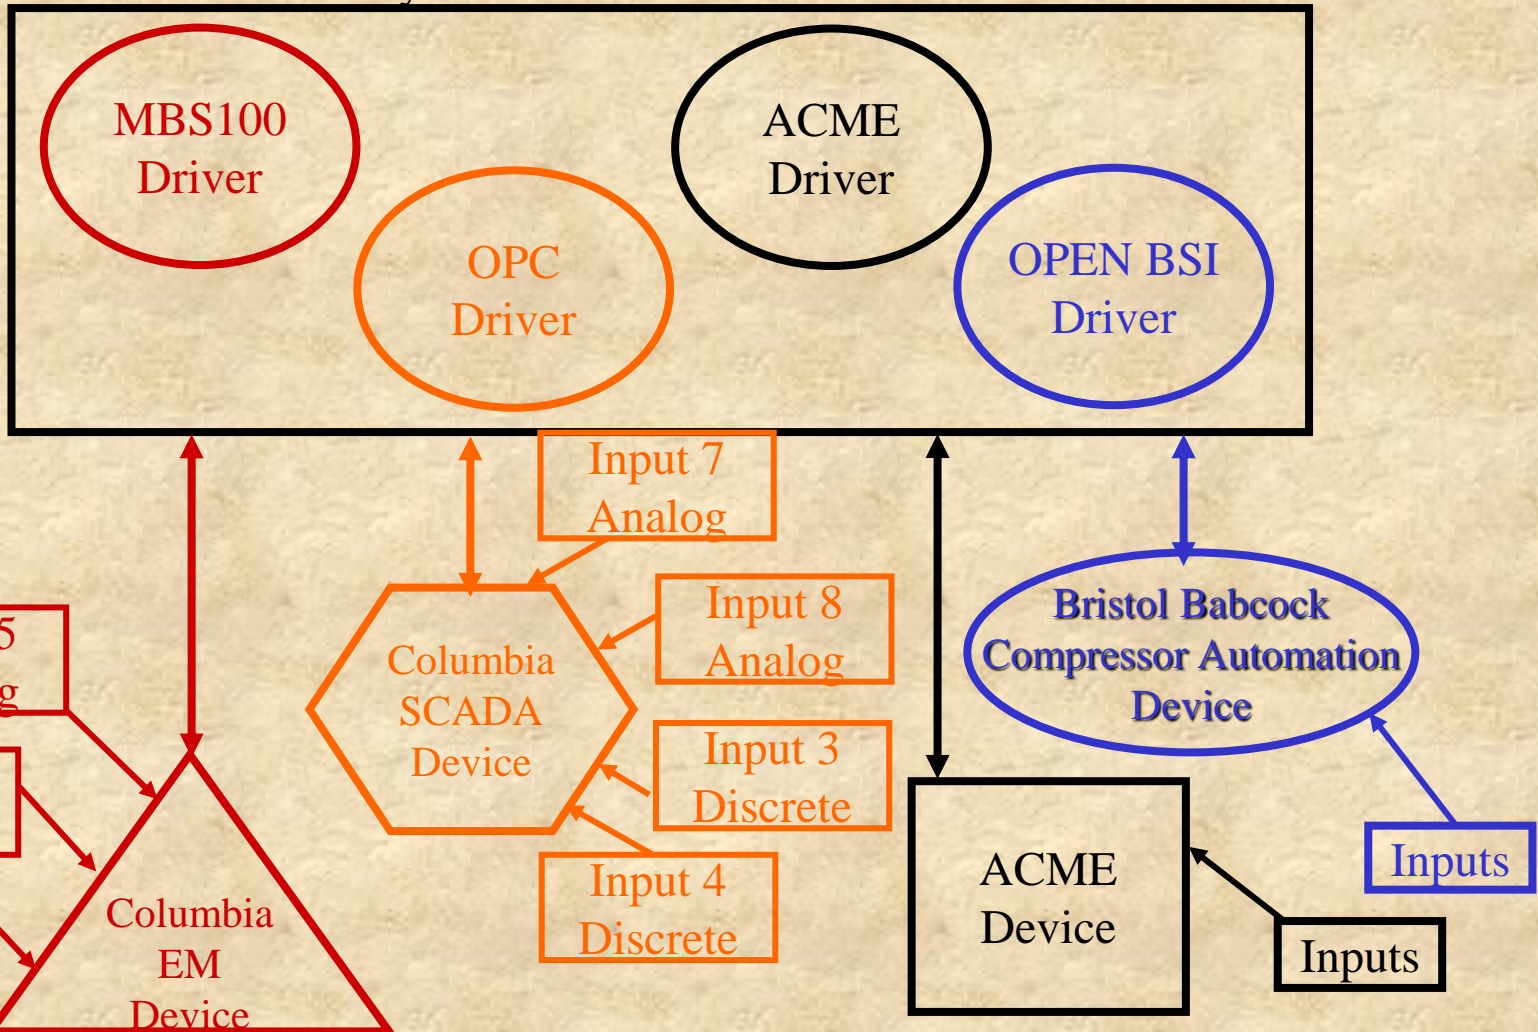 MBS100
Driver
ACME
Driver
OPC
Driver
OPEN BSI
Driver
Input 7
Analog
Input 8
Analog
Columbia
SCADA
Device
Input 3
Discrete
Input 4
Discrete
Bristol Babcock
Compressor Automation
Device
Inputs
ACME
Device
Inputs
5
g
Columbia
EM
Device